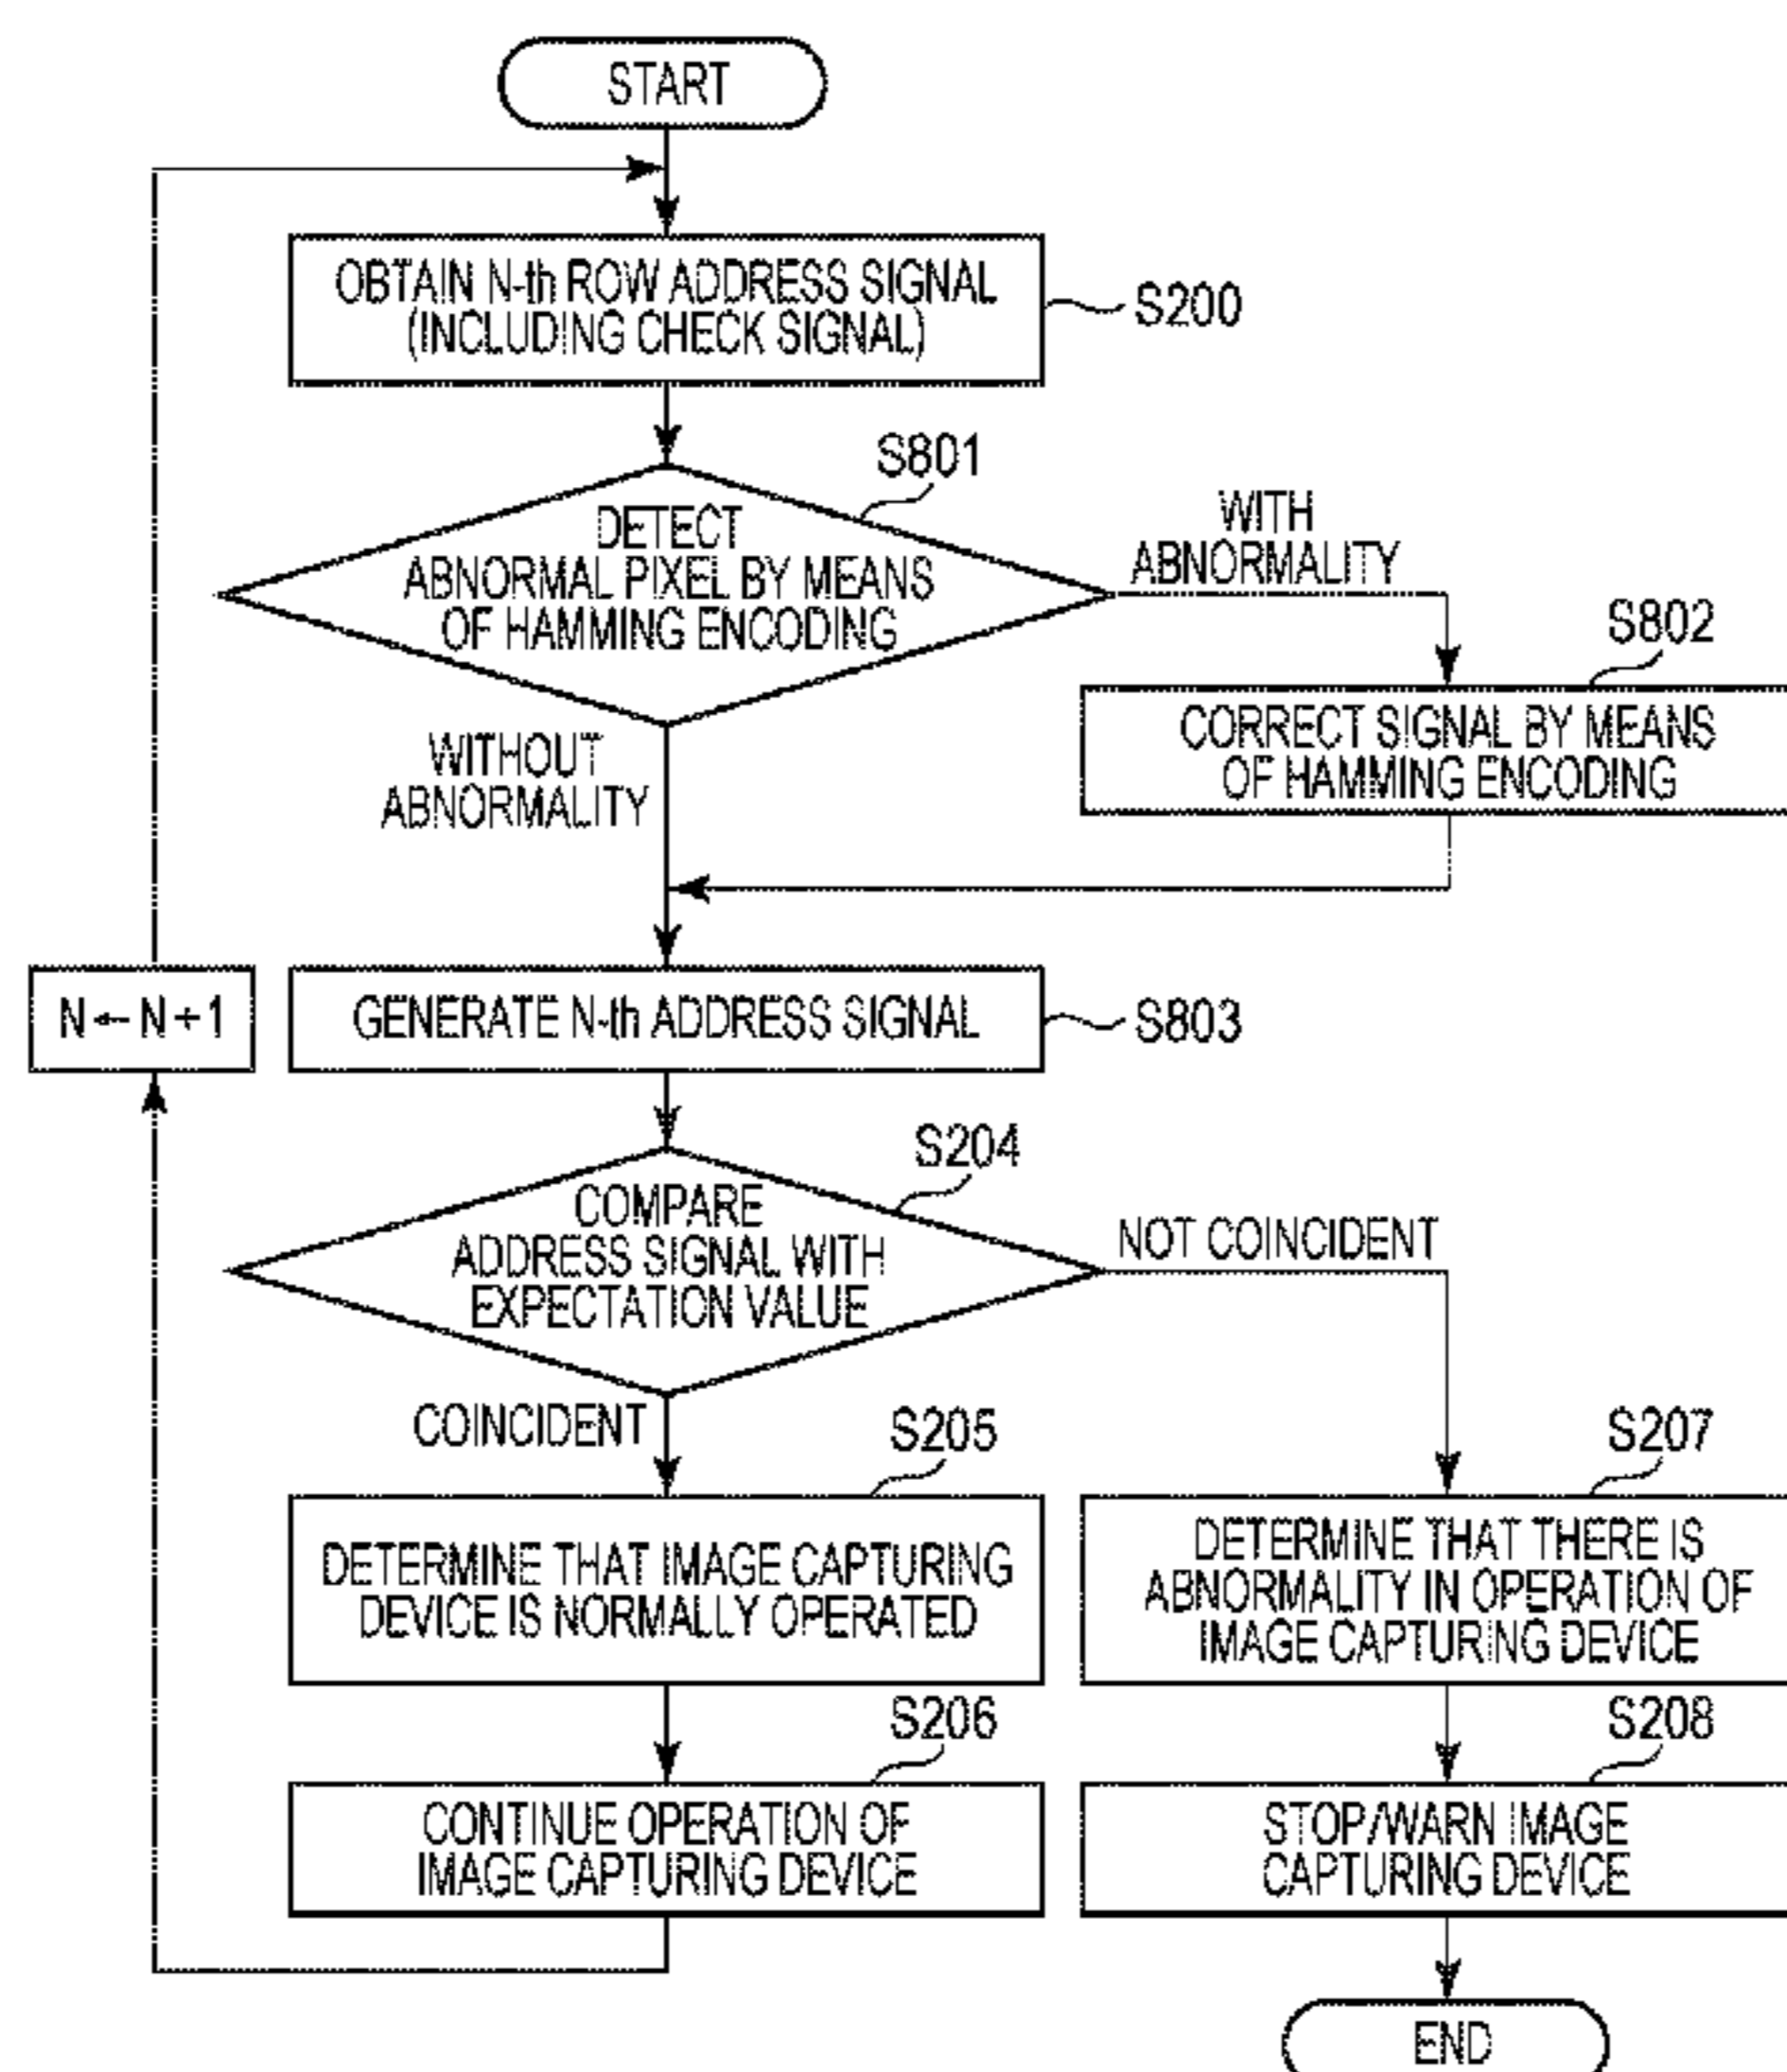 START
OBTAIN N-th ROW ADDRESS SIGNAL
(INCLUDING CHECK SIGNAL)
S200
S801
DETECT
ABNORMAL PIXEL BY MEANS
OF HAMMING ENCODING
WITH
ABNORMALITY
S802
CORRECT SIGNAL BY MEANS
OF HAMMING ENCODING
WITHOUT
ABNORMALITY
N ← N + 1
GENERATE N-th ADDRESS SIGNAL
S803
S204
COMPARE
ADDRESS SIGNAL WITH
EXPECTATION VALUE
NOT COINCIDENT
COINCIDENT
S205
DETERMINE THAT IMAGE CAPTURING
DEVICE IS NORMALLY OPERATED
S207
DETERMINE THAT THERE IS
ABNORMALITY IN OPERATION OF
IMAGE CAPTURING DEVICE
S206
CONTINUE OPERATION OF
IMAGE CAPTURING DEVICE
S208
STOP/WARN IMAGE
CAPTURING DEVICE
END